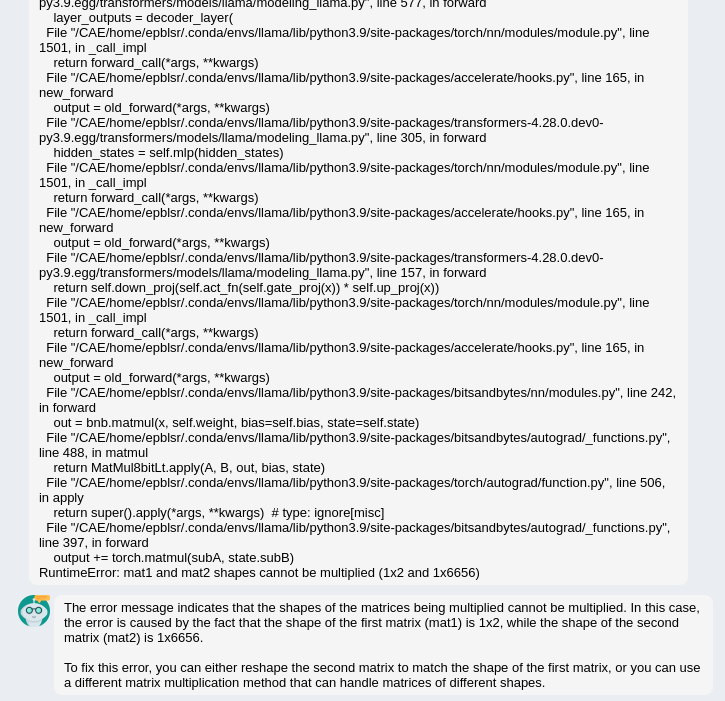 py3.9.egg/transformers/models/llama/modeling_llama.py", line 577, in forward
layer_outputs = decoder_layer(
File "/CAE/home/epblsr/.conda/envs/llama/lib/python3.9/site-packages/torch/nn/modules/module.py", line
1501, in _call_impl
return forward_call(*args, **kwargs)
File "/CAE/home/epblsr/.conda/envs/llama/lib/python3.9/site-packages/accelerate/hooks.py", line 165, in
new_forward
output = old_forward(*args, **kwargs)
File "/CAE/home/epblsr/.conda/envs/llama/lib/python3.9/site-packages/transformers-4.28.0.dev0-
py3.9.egg/transformers/models/llama/modeling_llama.py", line 305, in forward
hidden_states = self.mlp(hidden_states)
File "/CAE/home/epblsr/.conda/envs/llama/lib/python3.9/site-packages/torch/nn/modules/module.py", line
1501, in _call_impl
return forward_call(*args, **kwargs)
File "/CAE/home/epblsr/.conda/envs/llama/lib/python3.9/site-packages/accelerate/hooks.py", line 165, in
new_forward
output = old_forward(*args, **kwargs)
File "/CAE/home/epblsr/.conda/envs/llama/lib/python3.9/site-packages/transformers-4.28.0.dev0-
py3.9.egg/transformers/models/llama/modeling_llama.py", line 157, in forward
return self.down_proj(self.act_fn(self.gate_proj(x)) * self.up_proj(x))
File "/CAE/home/epblsr/.conda/envs/llama/lib/python3.9/site-packages/torch/nn/modules/module.py", line
1501, in _call_impl
return forward_call(*args, **kwargs)
File "/CAE/home/epblsr/.conda/envs/llama/lib/python3.9/site-packages/accelerate/hooks.py", line 165, in
new_forward
output = old_forward(*args, **kwargs)
File "/CAE/home/epblsr/.conda/envs/llama/lib/python3.9/site-packages/bitsandbytes/nn/modules.py", line 242,
in forward
out = bnb.matmul(x, self.weight, bias=self.bias, state=self.state)
File "/CAE/home/epblsr/.conda/envs/llama/lib/python3.9/site-packages/bitsandbytes/autograd/_functions.py",
line 488, in matmul
return MatMul8bitLt.apply(A, B, out, bias, state)
File "/CAE/home/epblsr/.conda/envs/llama/lib/python3.9/site-packages/torch/autograd/function.py", line 506,
in apply
return super().apply(*args, **kwargs)  # type: ignore[misc]
File "/CAE/home/epblsr/.conda/envs/llama/lib/python3.9/site-packages/bitsandbytes/autograd/_functions.py",
line 397, in forward
output += torch.matmul(subA, state.subB)
RuntimeError: mat1 and mat2 shapes cannot be multiplied (1x2 and 1x6656)
The error message indicates that the shapes of the matrices being multiplied cannot be multiplied. In this case,
the error is caused by the fact that the shape of the first matrix (mat1) is 1x2, while the shape of the second
matrix (mat2) is 1x6656.
To fix this error, you can either reshape the second matrix to match the shape of the first matrix, or you can use
a different matrix multiplication method that can handle matrices of different shapes.